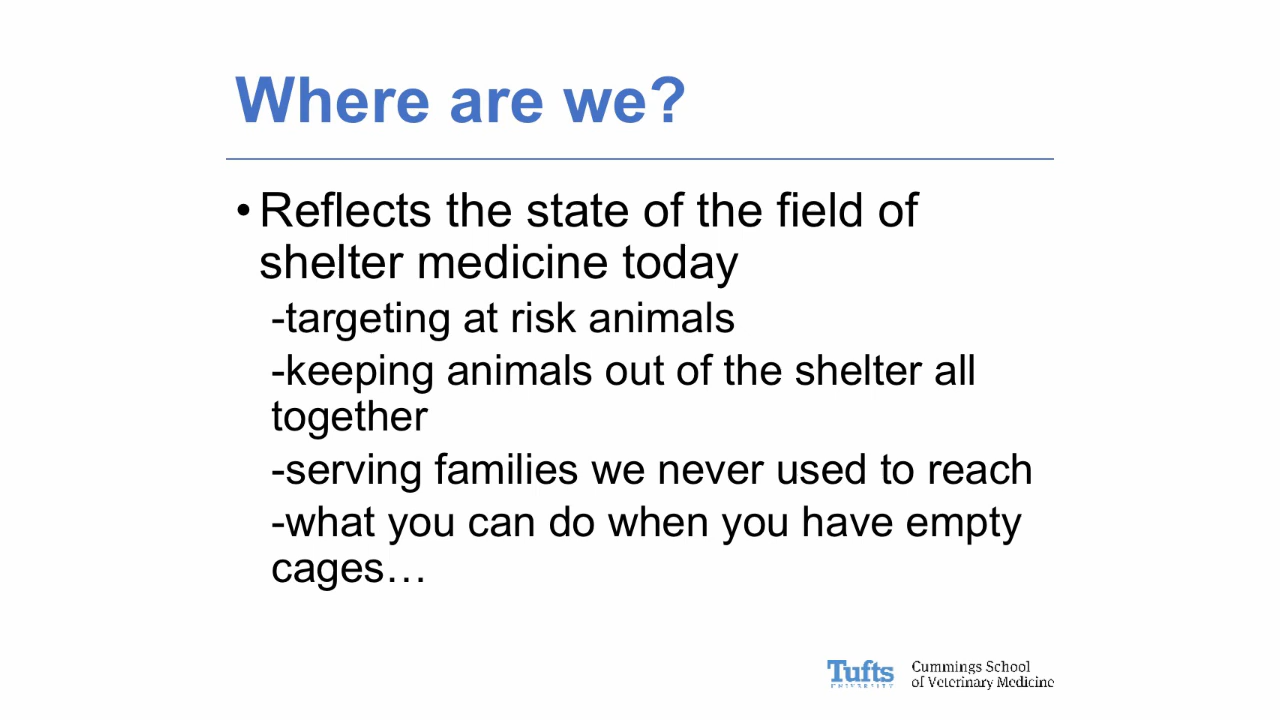 Where are we?
•Reflects the state of the field of
shelter medicine today
-targeting at risk animals
-keeping animals out of the shelter all
together
-serving families we never used to reach
-what you can do when you have empty
cages…
Tufts
UNIVERSITY
Cummings School
of Veterinary Medicine